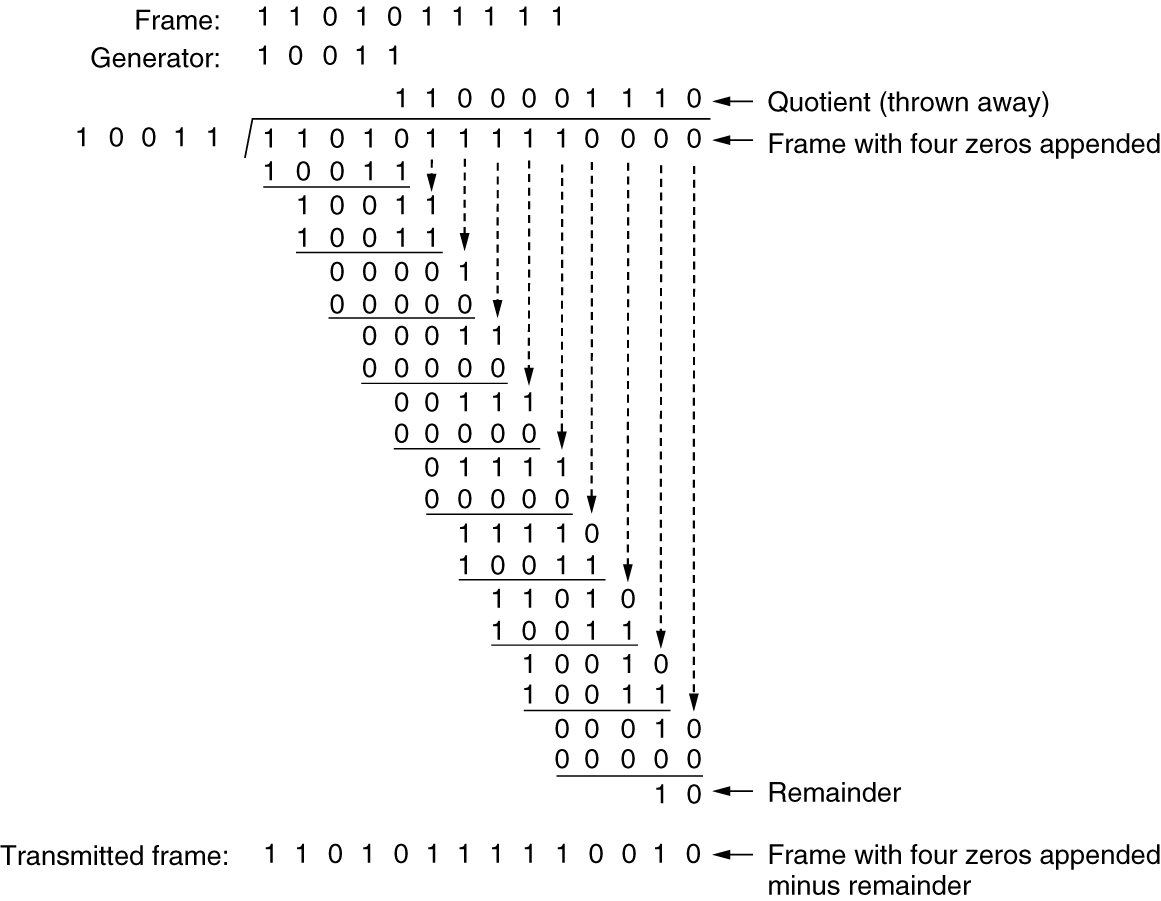 Frame: 1 1 0 1 0 1 1 1 1 1
Generator: 1 0 0 1 1
1 1 0 0 0 0 1 1 1 0 Quotient (thrown away)
1 0 0 1 1 1 1 0 1 0 1 1 1 1 1 0 0 0 0 Frame with four zeros appended
1 0 0 1 1
1 0 0 1 1
1 0 0 1 1
0 0 0 0 1
0 0 0 0 0
0 0 0 1 1
0 0 0 0 0
0 0 1 1 1
0 0 0 0 0
0 1 1 1 1
0 0 0 0 0
1 1 1 1 0
1 0 0 1 1
1 1 0 1 0
1 0 0 1 1
1 0 0 1 0
1 0 0 1 1
0 0 0 1 0
0 0 0 0 0
1 0 Remainder
Transmitted frame: 1 1 0 1 0 1 1 1 1 1 0 0 1 0 Frame with four zeros appended
minus remainder